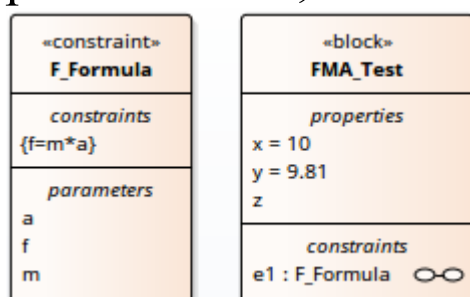 «constraint»
F_Formula
constraints
{f=m*a}
parameters
a
f
m
«block»
FMA_Test
properties
x = 10
y = 9.81
z
constraints
e1 : F_Formula